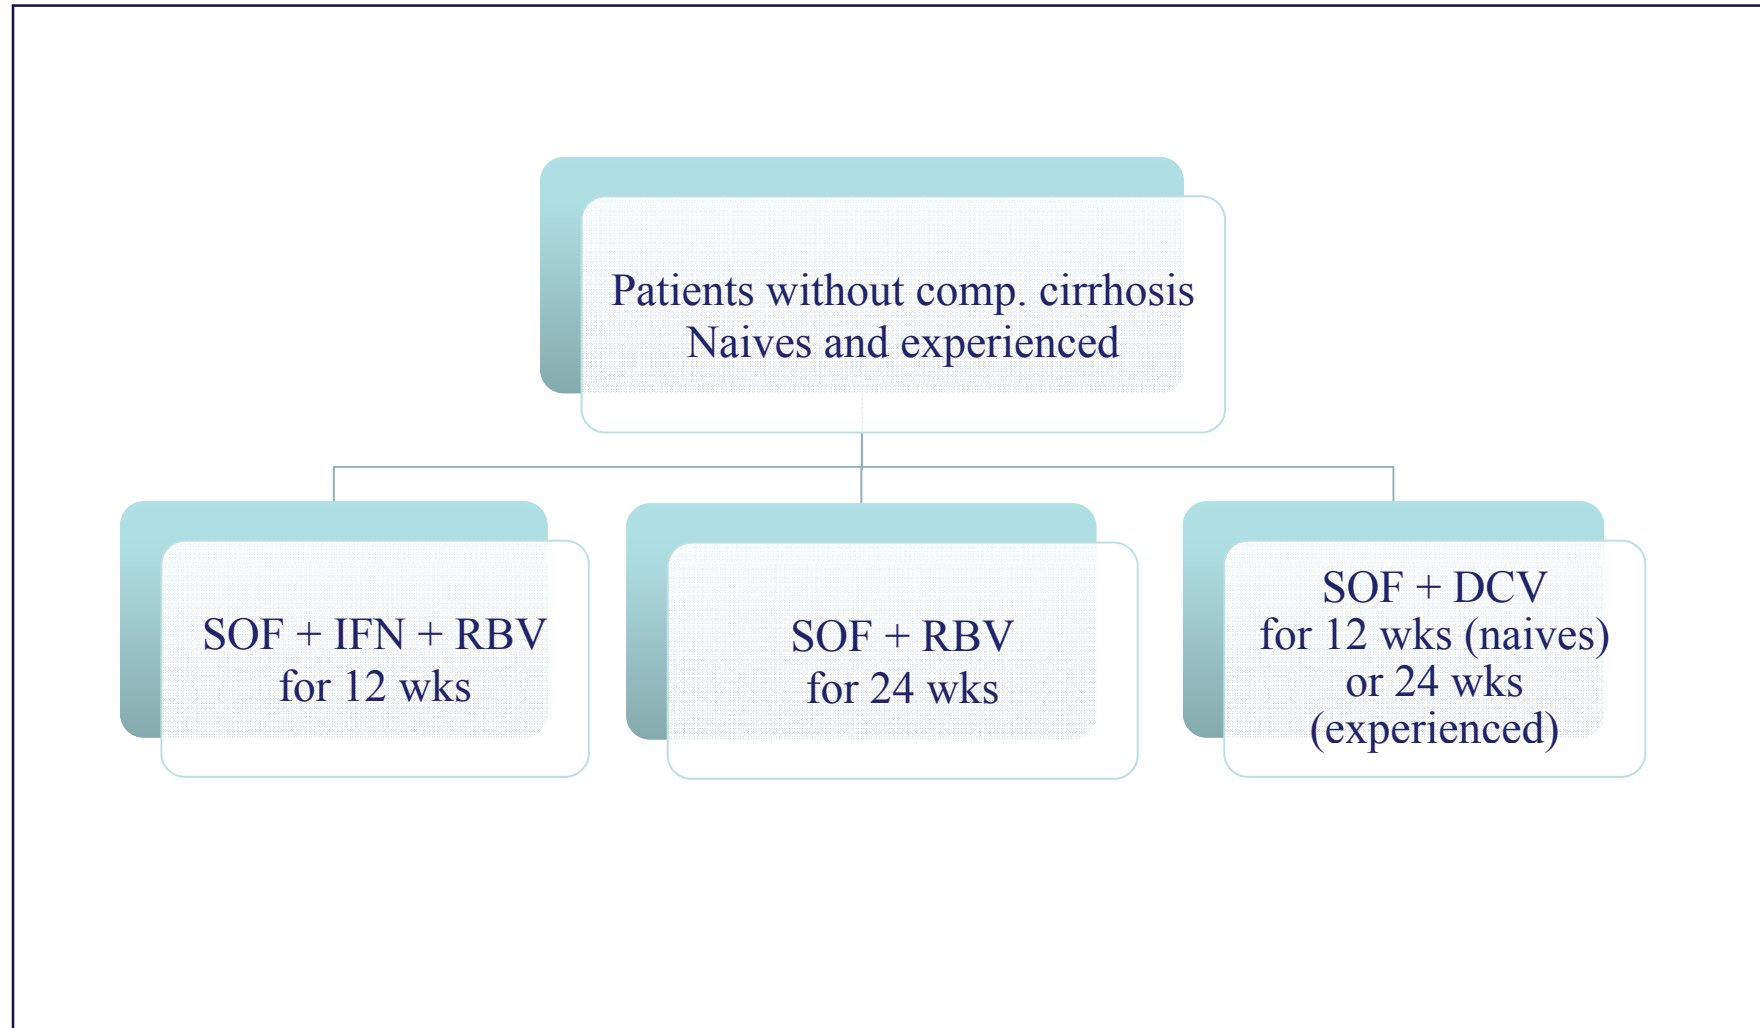 Patients without comp. cirrhosis
Naives and experienced
SOF + IFN + RBV
for 12 wks
SOF + RBV
for 24 wks
SOF + DCV
for 12 wks (naives)
or 24 wks
(experienced)